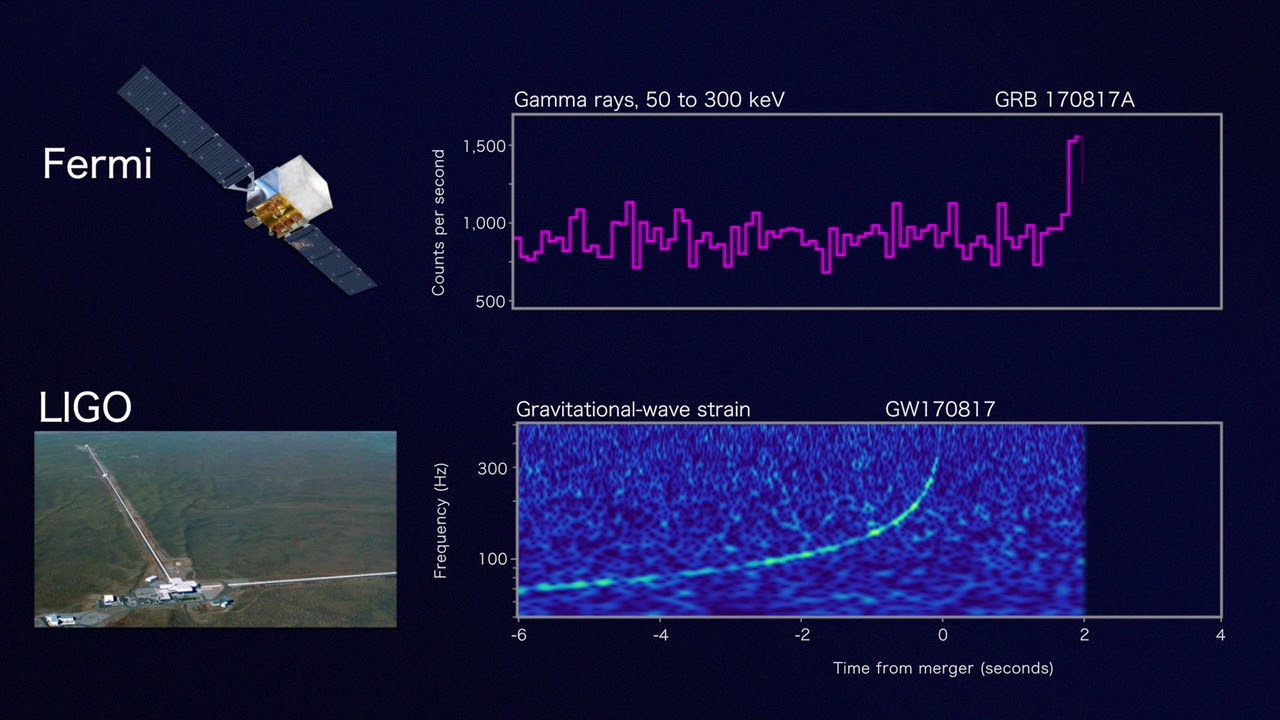 Fermi
Gamma rays, 50 to 300 keV
GRB 170817A
Counts per second
1,500
1,000
500
LIGO
Gravitational-wave strain
GW170817
Frequency (Hz)
300
100
-6 -4 -2 0 2 4
Time from merger (seconds)